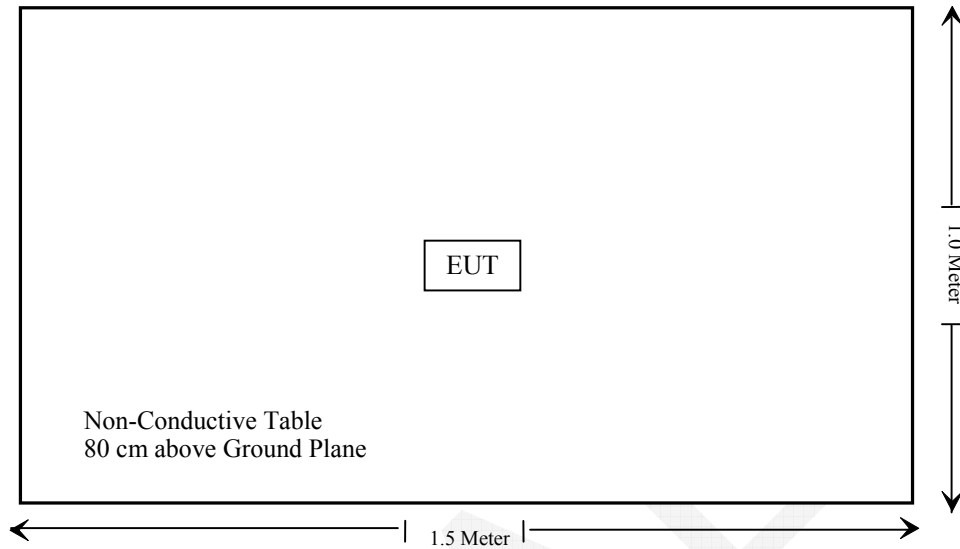 EUT
1.0 Meter
Non-Conductive Table
80 cm above Ground Plane
1.5 Meter